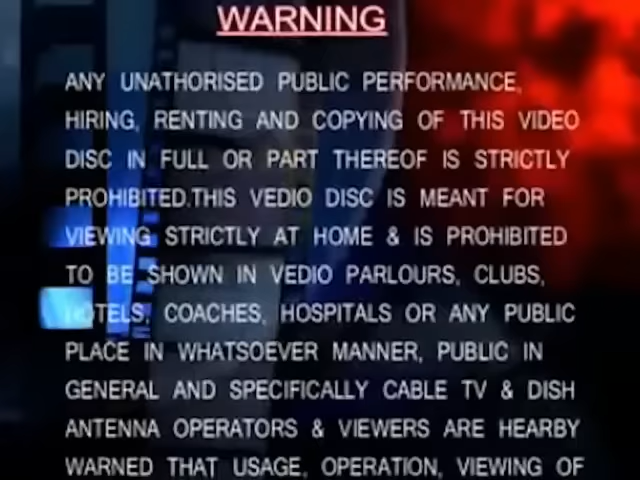 WARNING
ANY UNATHORISED PUBLIC PERFORMANCE,
HIRING, RENTING AND COPYING OF THIS VIDEO
DISC IN FULL OR PART THEREOF IS STRICTLY
PROHIBITED.THIS VEDIO DISC IS MEANT FOR
VIEWING STRICTLY AT HOME & IS PROHIBITED
TO BE SHOWN IN VEDIO PARLOURS, CLUBS,
HOTELS, COACHES, HOSPITALS OR ANY PUBLIC
PLACE IN WHATSOEVER MANNER, PUBLIC IN
GENERAL AND SPECIFICALLY CABLE TV & DISH
ANTENNA OPERATORS & VIEWERS ARE HEARBY
WARNED THAT USAGE, OPERATION, VIEWING OF